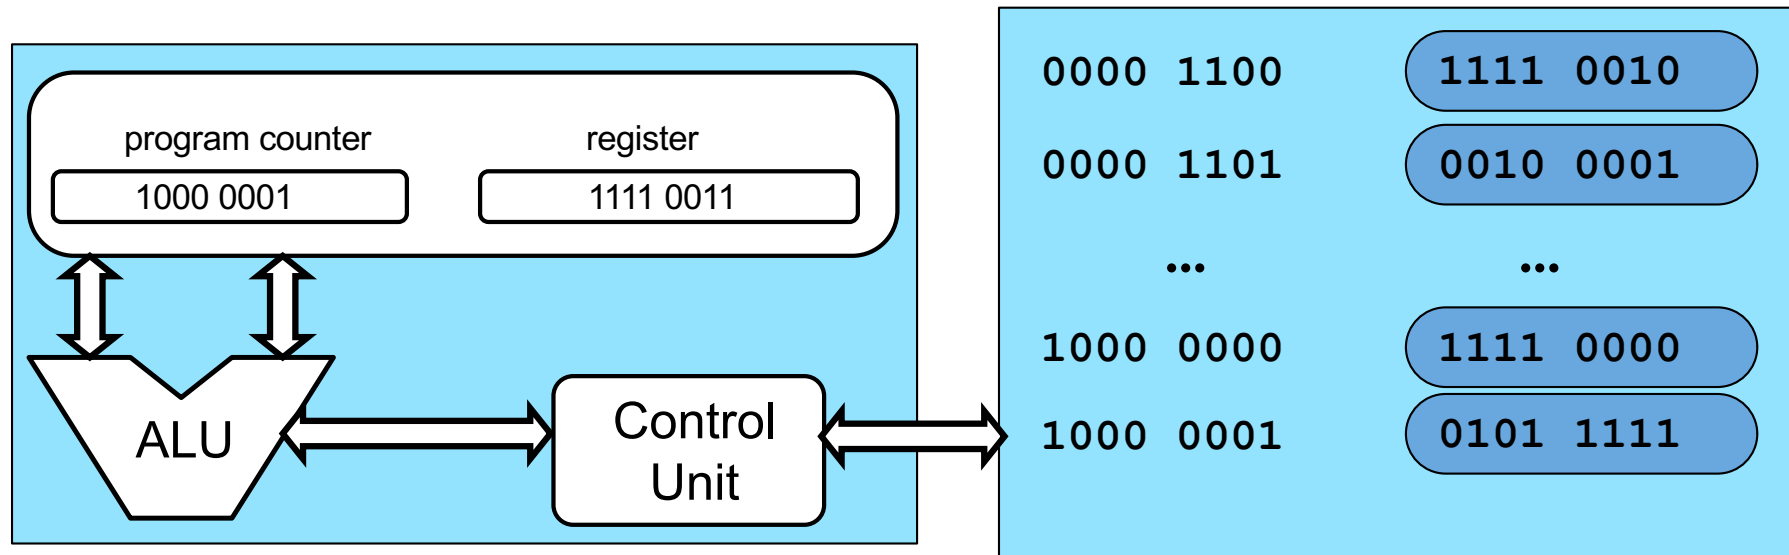 program counter
register
1000 0001
1111 0011
ALU
Control
Unit
0000 1100 1111 0010
0000 1101 0010 0001
... ...
1000 0000 1111 0000
1000 0001 0101 1111